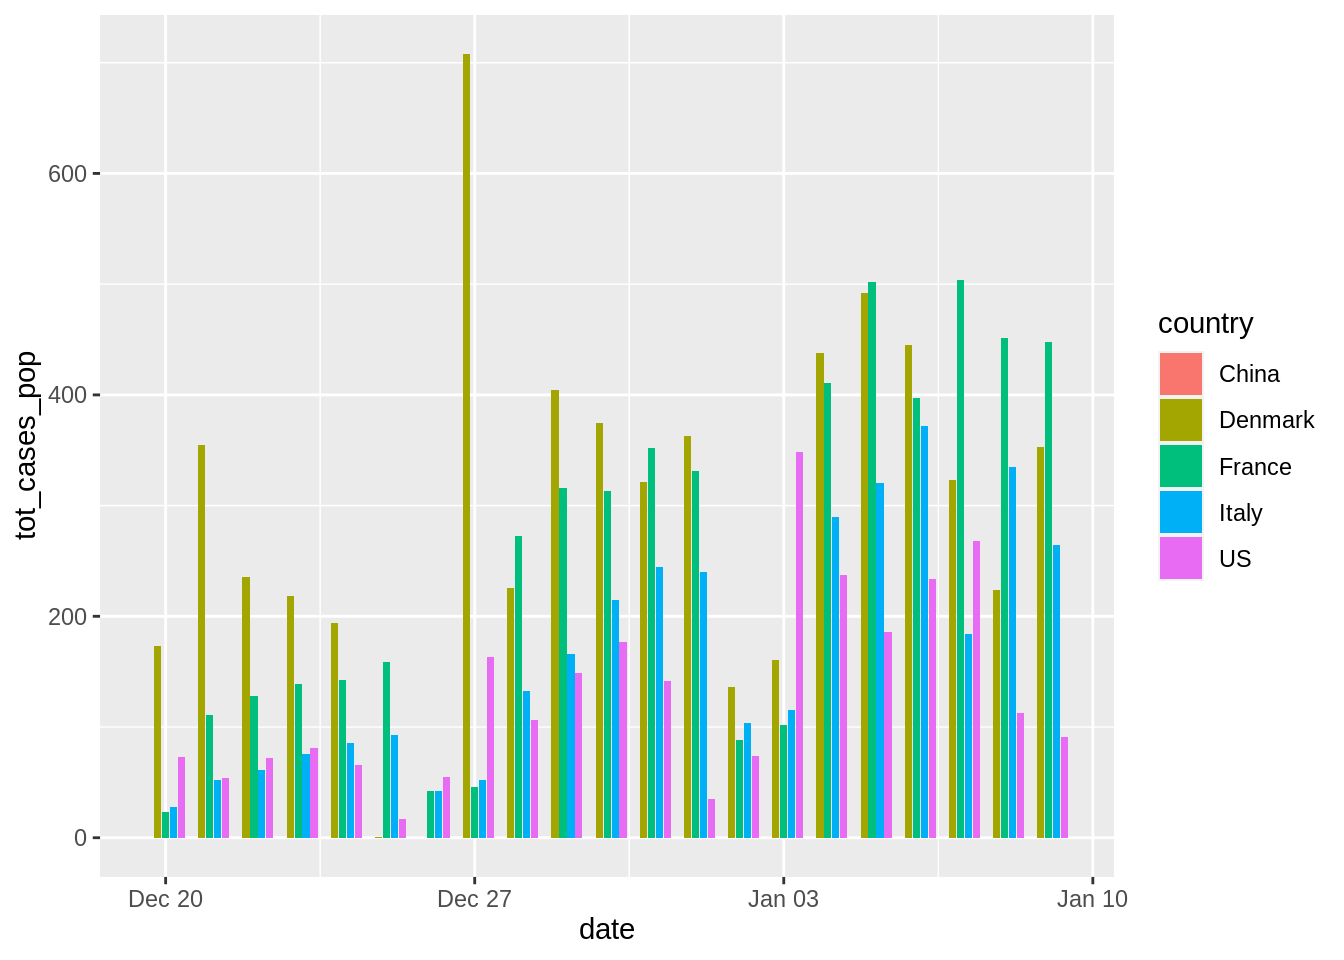 tot_cases_pop
600
400
200
0
Dec 20
Dec 27
Jan 03
Jan 10
date
country
China
Denmark
France
Italy
US